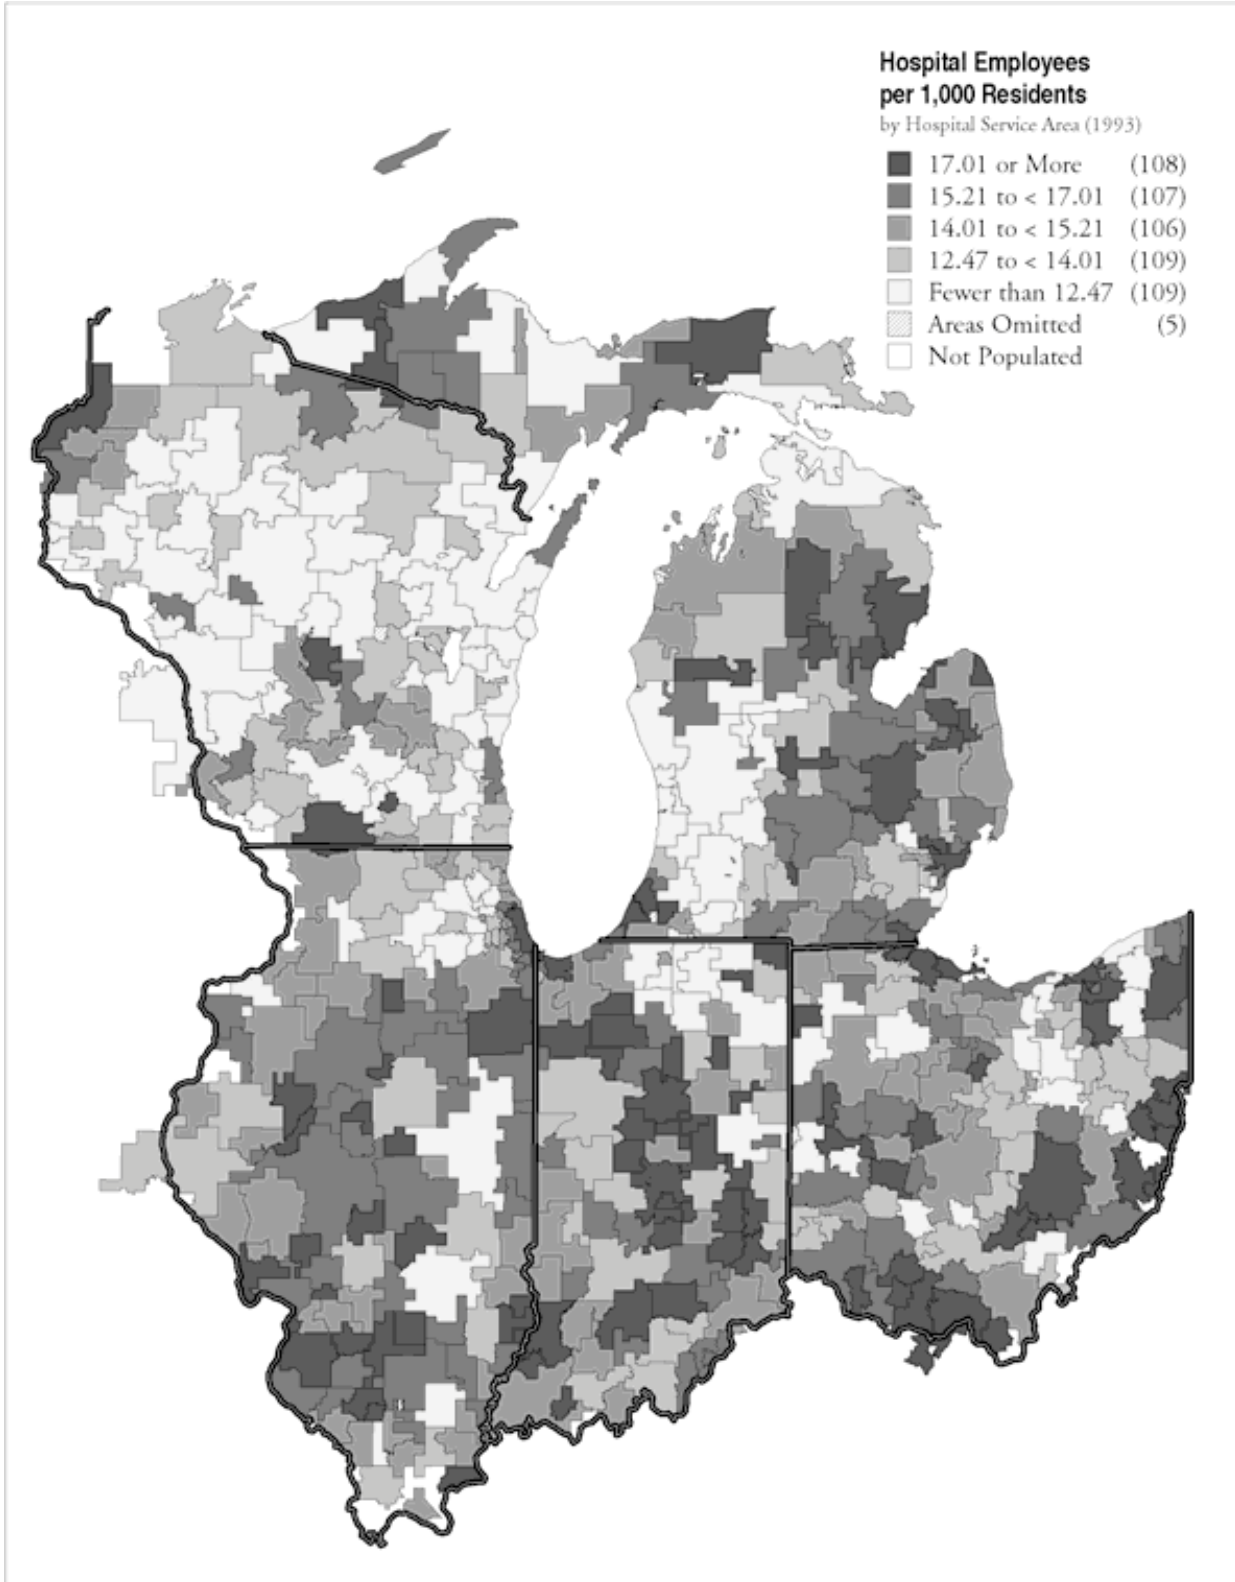 Hospital Employees
per 1,000 Residents
by Hospital Service Area (1993)
17.01 or More (108)
15.21 to < 17.01 (107)
14.01 to < 15.21 (106)
12.47 to < 14.01 (109)
Fewer than 12.47 (109)
Areas Omitted (5)
Not Populated